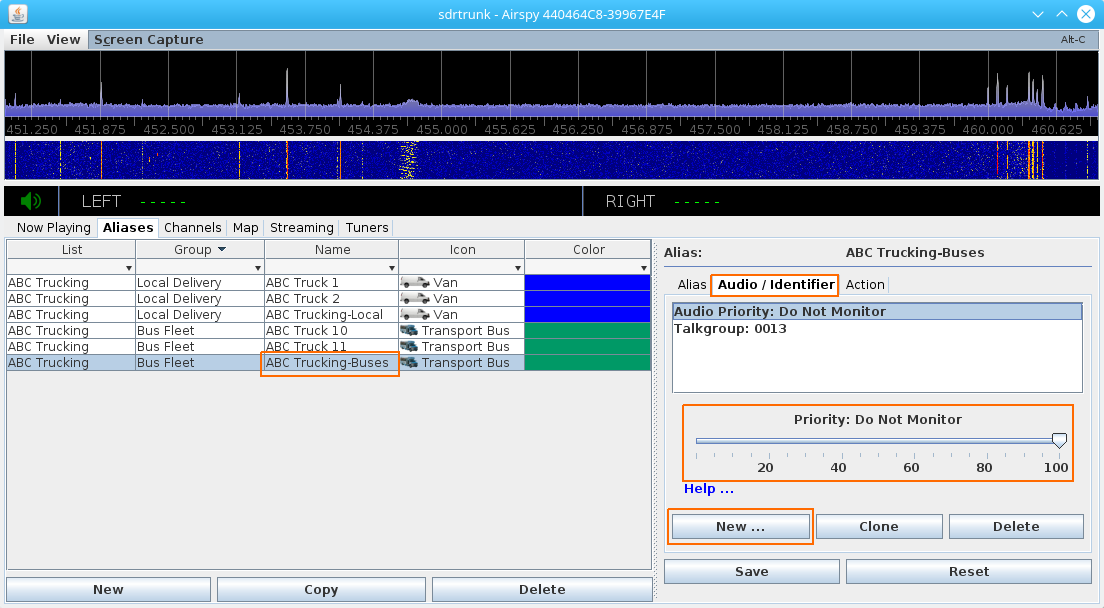 sdrtrunk - Airspy 440464C8-39967E4F
File View Screen Capture Alt-C
451.250 451.875 452.500 453.125 453.750 454.375 455.000 455.625 456.250 456.875 457.500 458.125 458.750 459.375 460.000 460.625
LEFT ----- RIGHT -----
Now Playing Aliases Channels Map Streaming Tuners
List Group Name Icon Color
ABC Trucking Local Delivery ABC Truck 1 Van
ABC Trucking Local Delivery ABC Truck 2 Van
ABC Trucking Local Delivery ABC Trucking-Local Van
ABC Trucking Bus Fleet ABC Truck 10 Transport Bus
ABC Trucking Bus Fleet ABC Truck 11 Transport Bus
ABC Trucking Bus Fleet ABC Trucking-Buses Transport Bus
New Copy Delete
Alias: ABC Trucking-Buses
Alias Audio / Identifier Action
Audio Priority: Do Not Monitor
Talkgroup: 0013
Priority: Do Not Monitor
20 40 60 80 100
Help ...
New ... Clone Delete
Save Reset